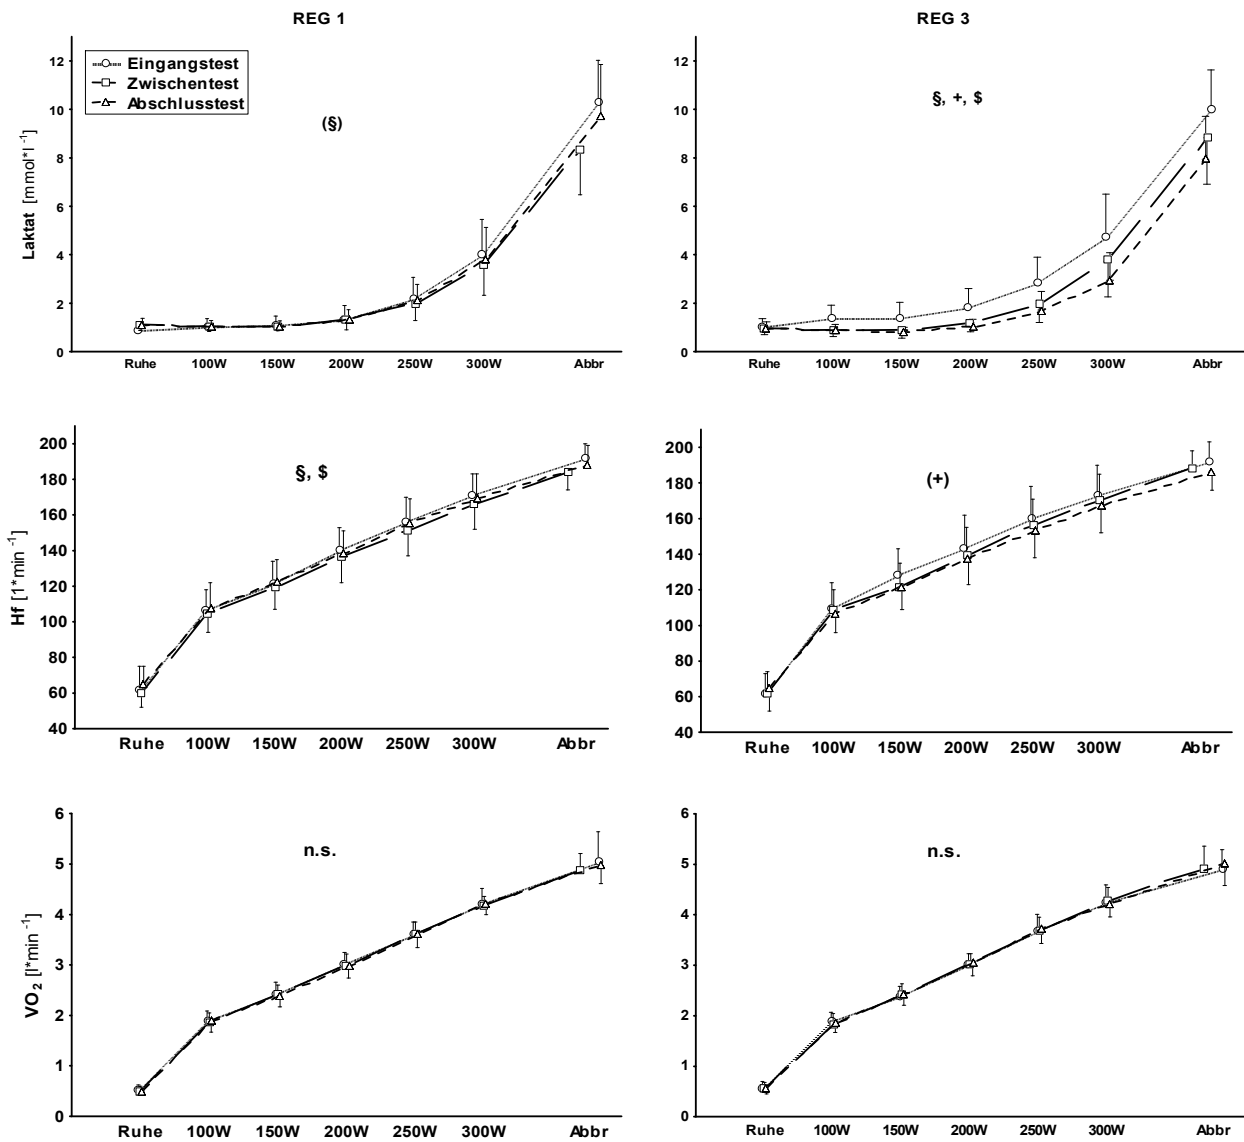 REG 1
REG 3
Laktat [mmol*l⁻¹]
12
10
8
6
4
2
0
Eingangstest
Zwischentest
Abschlusstest
(§)
Ruhe 100W 150W 200W 250W 300W Abbr
12
10
8
6
4
2
0
§, +, $
Ruhe 100W 150W 200W 250W 300W Abbr
Hf [1*min⁻¹]
200
180
160
140
120
100
80
60
40
§, $
Ruhe 100W 150W 200W 250W 300W Abbr
200
180
160
140
120
100
80
60
40
(+)
Ruhe 100W 150W 200W 250W 300W Abbr
VO₂ [l*min⁻¹]
6
5
4
3
2
1
0
n.s.
Ruhe 100W 150W 200W 250W 300W Abbr
6
5
4
3
2
1
0
n.s.
Ruhe 100W 150W 200W 250W 300W Abbr